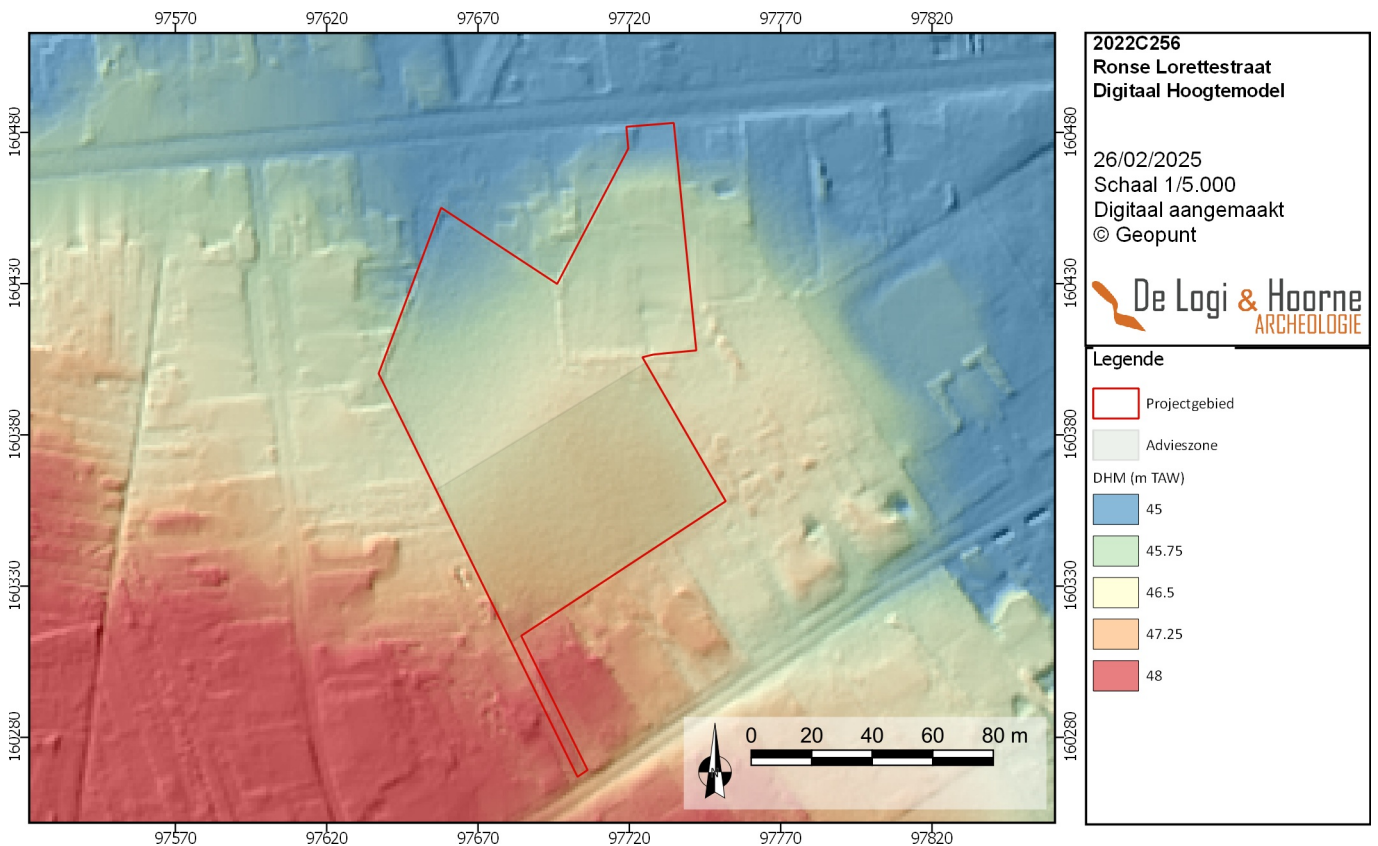 97570 97620 97670 97720 97770 97820
160480 160480
160430 160430
160380 160380
160330 160330
160280 160280
97570 97620 97670 97720 97770 97820
0 20 40 60 80 m
N
2022C256
Ronse Lorettestraat
Digitaal Hoogtemodel
26/02/2025
Schaal 1/5.000
Digitaal aangemaakt
© Geopunt
De Logi & Hoorne
ARCHEOLOGIE
Legende
Projectgebied
Advieszone
DHM (m TAW)
45
45.75
46.5
47.25
48